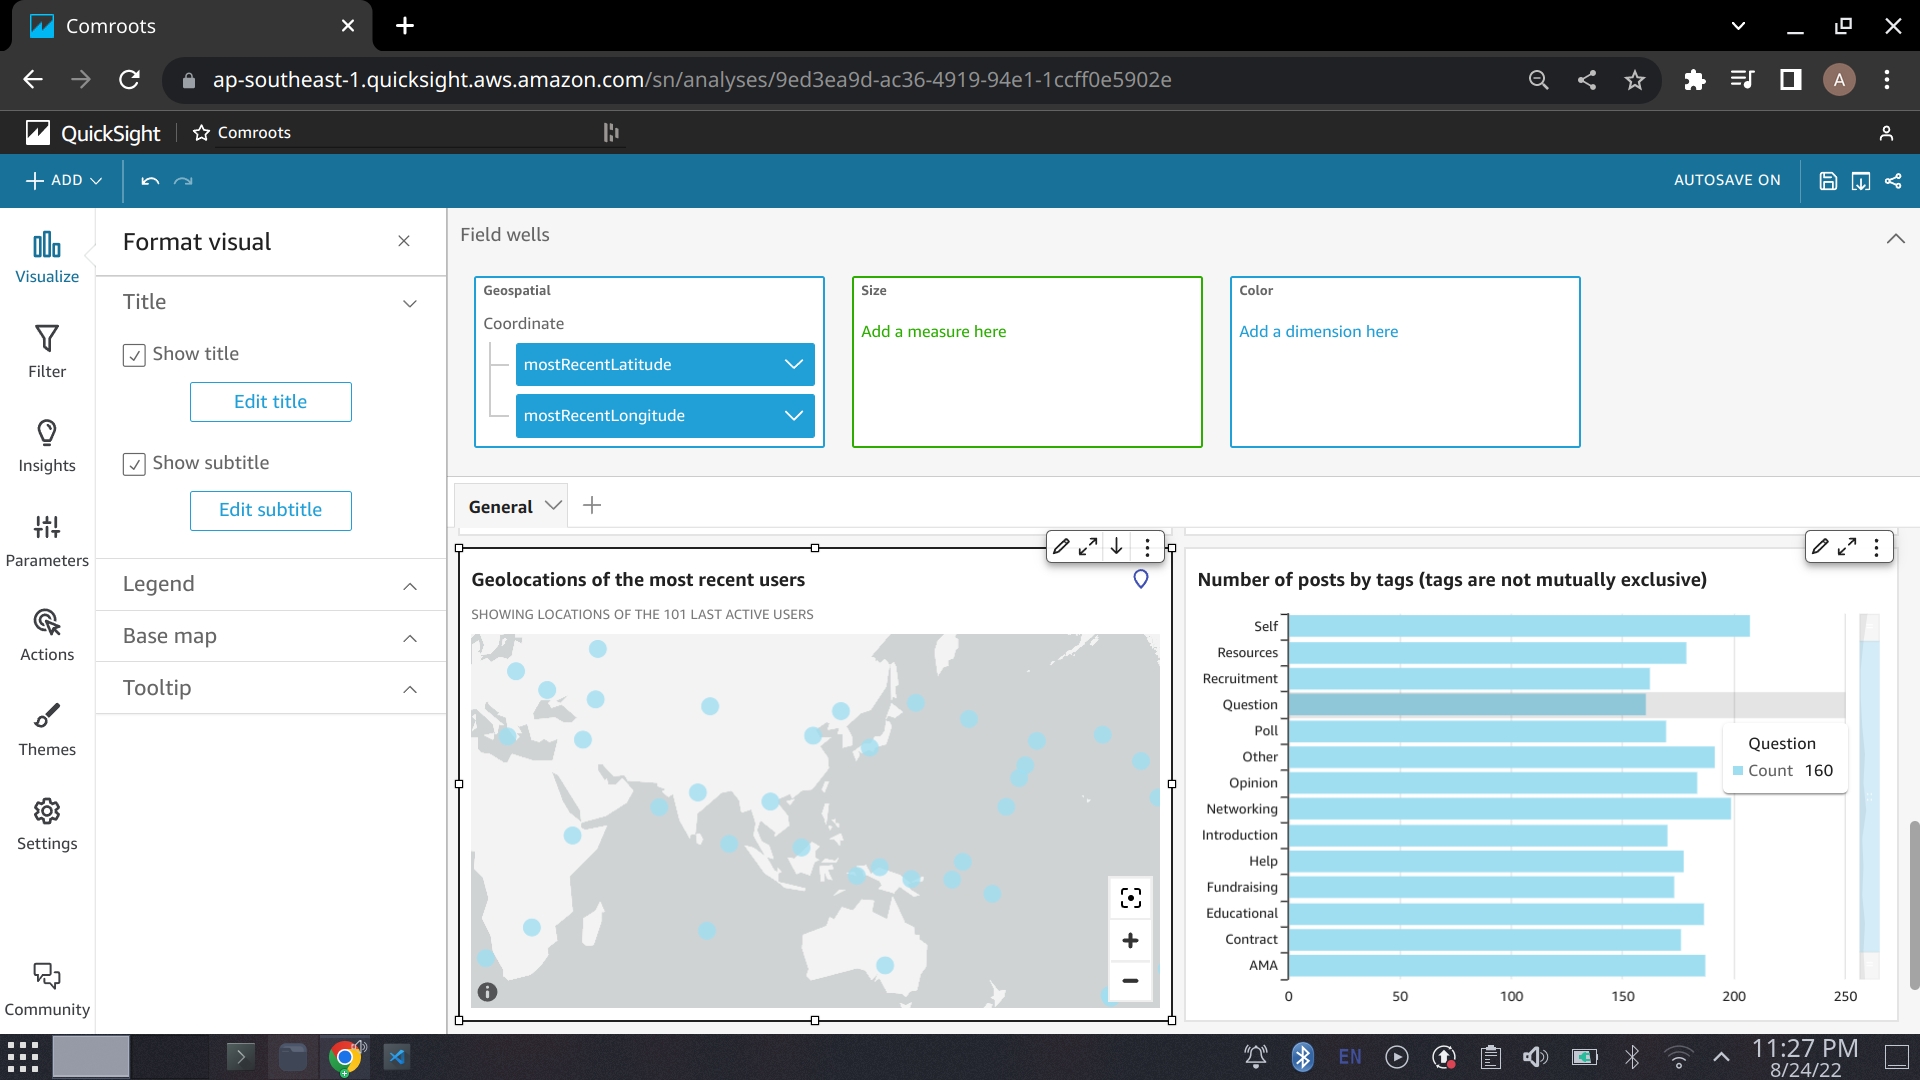 Comroots
ap-southeast-1.quicksight.aws.amazon.com/sn/analyses/9ed3ea9d-ac36-4919-94e1-1ccff0e5902e
A
QuickSight
Comroots
ADD
AUTOSAVE ON
Visualize
Filter
Insights
Parameters
Actions
Themes
Settings
Community
Format visual
Title
Show title
Edit title
Show subtitle
Edit subtitle
Legend
Base map
Tooltip
Field wells
Geospatial
Coordinate
mostRecentLatitude
mostRecentLongitude
Size
Add a measure here
Color
Add a dimension here
General
Geolocations of the most recent users
SHOWING LOCATIONS OF THE 101 LAST ACTIVE USERS
Number of posts by tags (tags are not mutually exclusive)
Self
Resources
Recruitment
Question
Poll
Other
Opinion
Networking
Introduction
Help
Fundraising
Educational
Contract
AMA
0 50 100 150 200 250
Question
Count 160
EN
11:27 PM
8/24/22